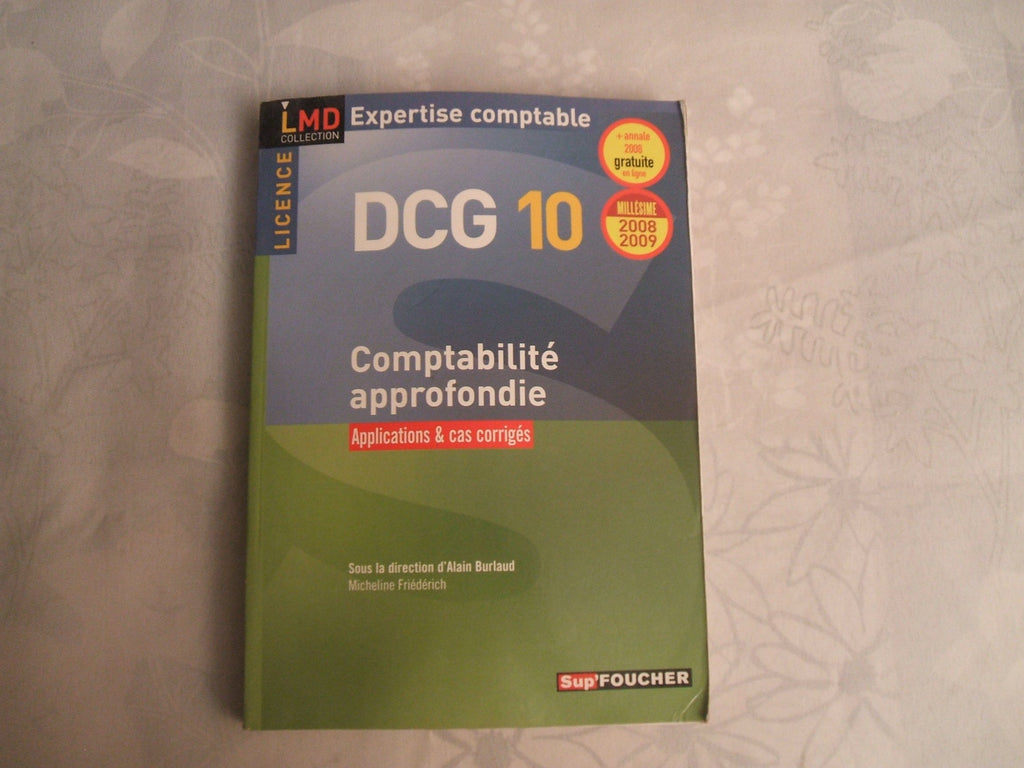 LMD
COLLECTION
Expertise comptable
LICENCE
+ annale
2008
gratuite
en ligne
DCG 10
MILLÉSIME
2008
2009
Comptabilité
approfondie
Applications & cas corrigés
Sous la direction d'Alain Burlaud
Micheline Friédérich
Sup'FOUCHER